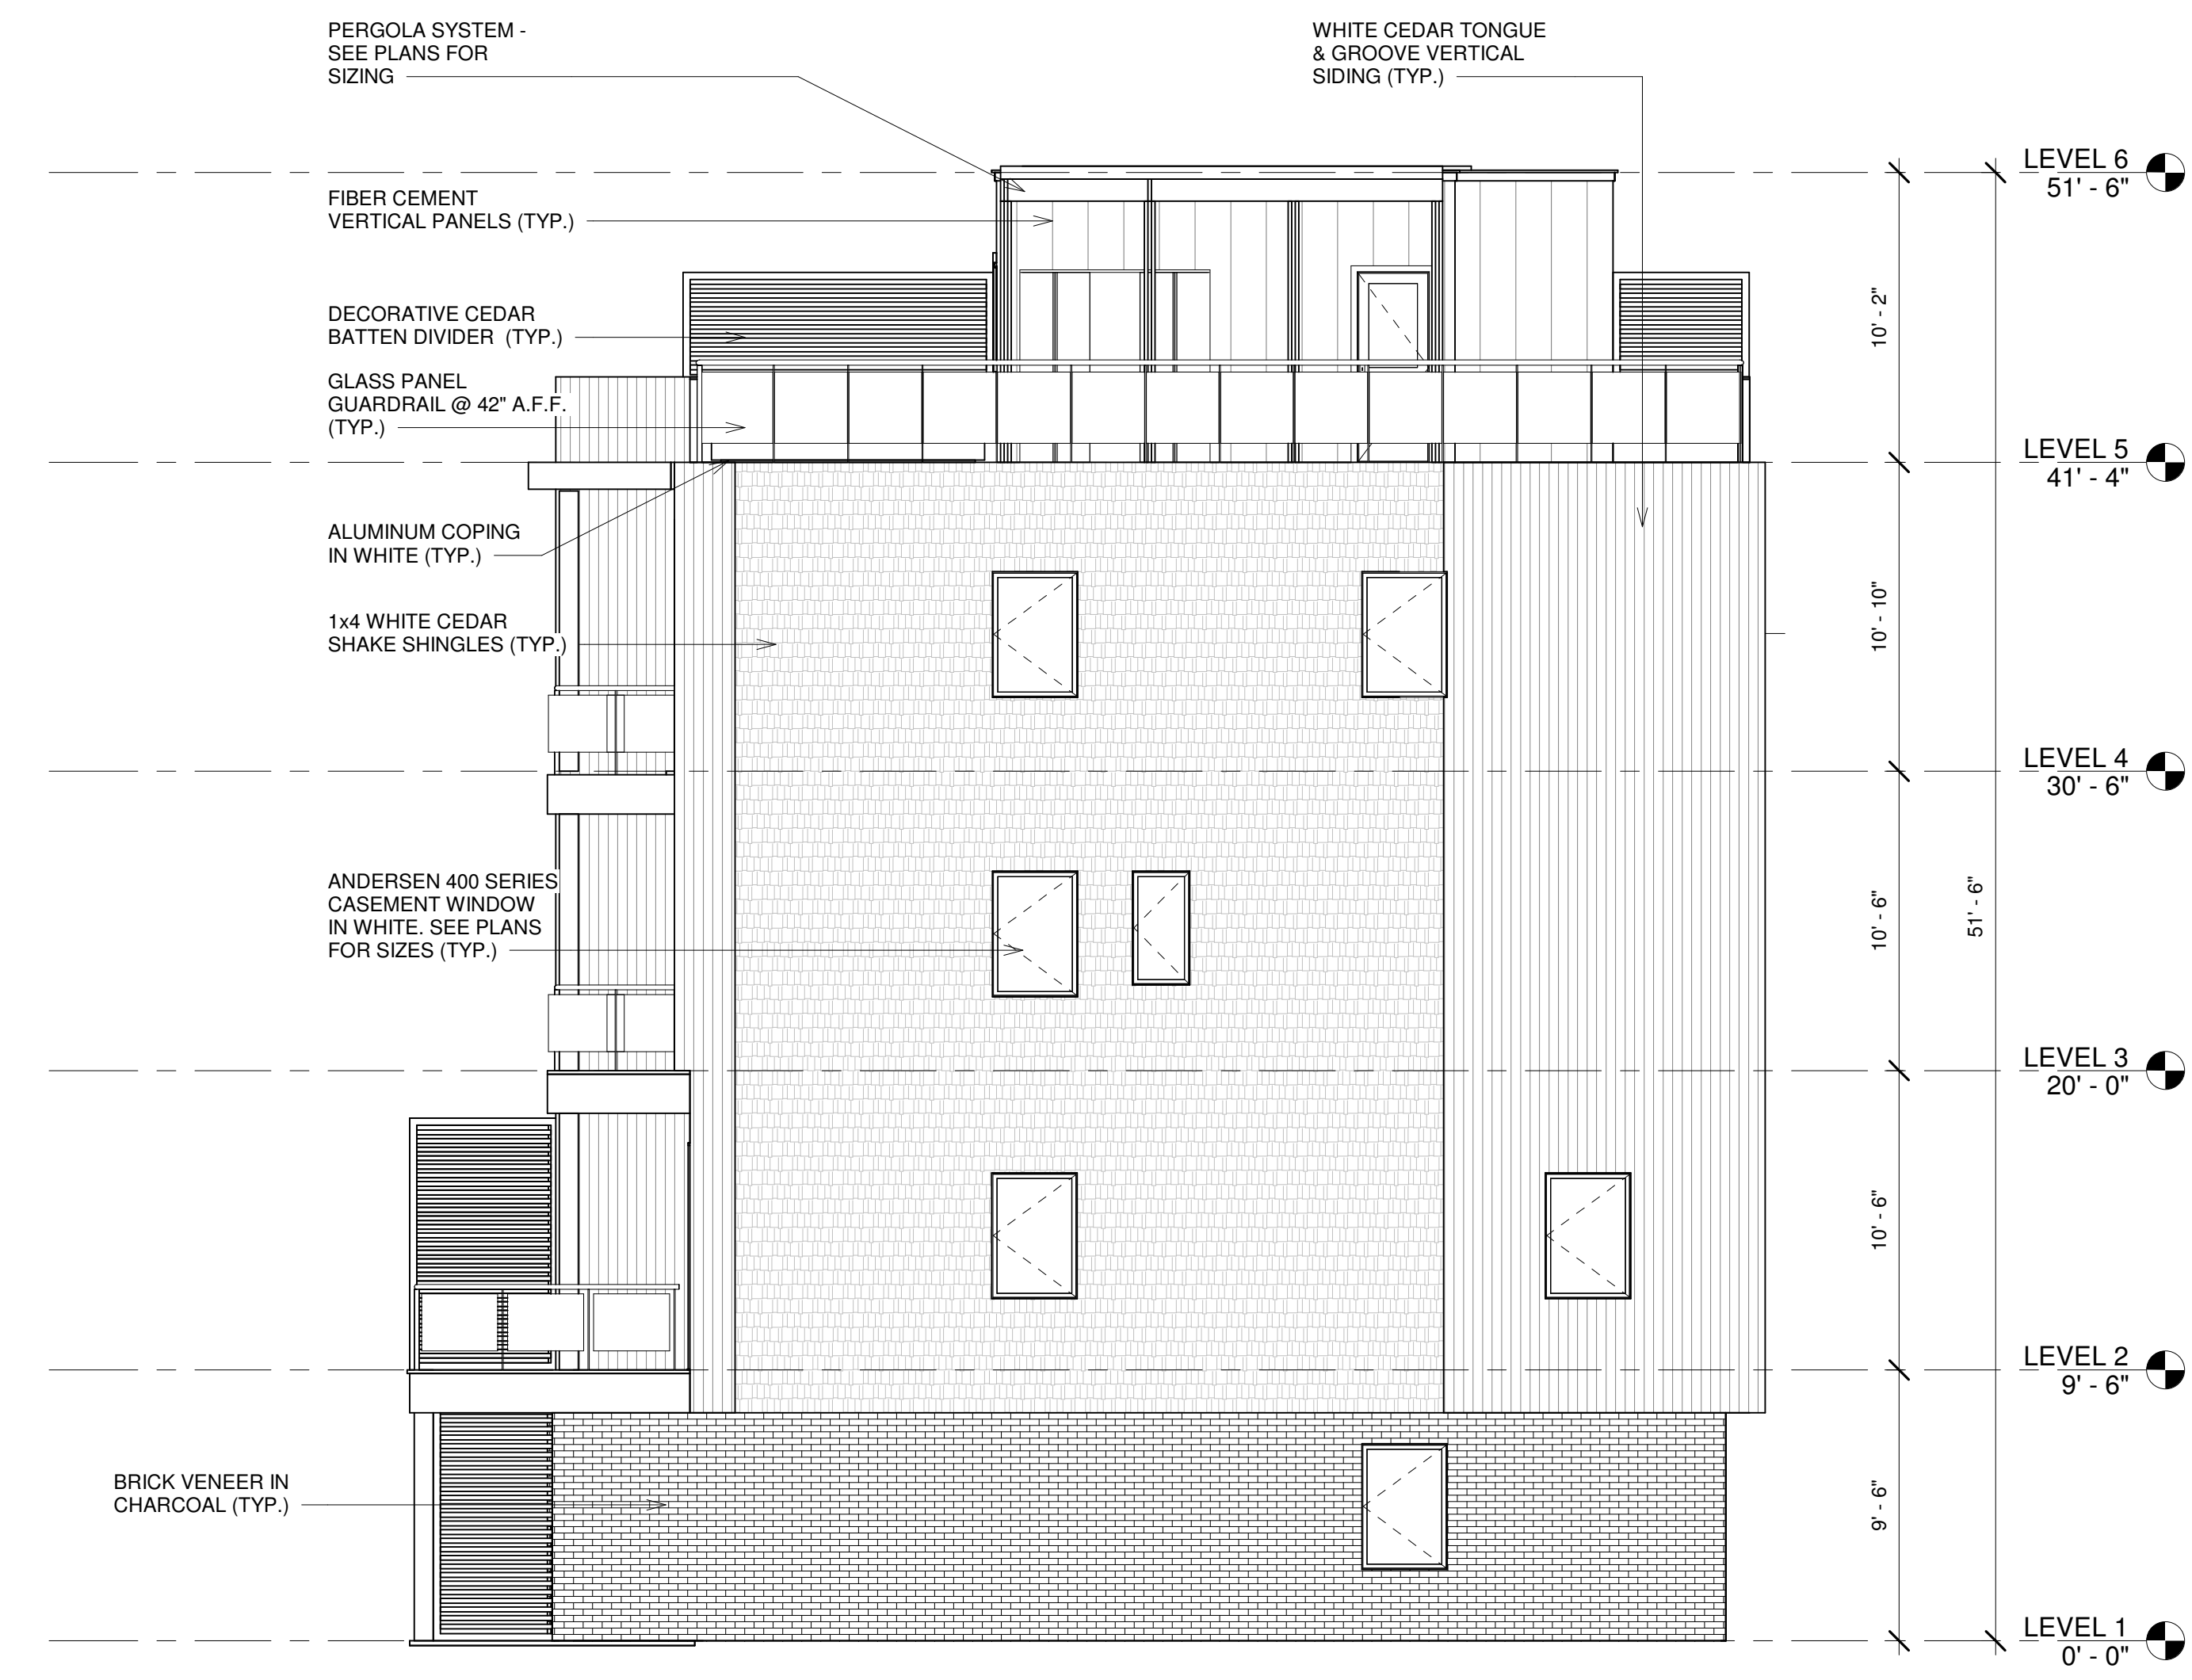 PERGOLA SYSTEM -
SEE PLANS FOR
SIZING
WHITE CEDAR TONGUE
& GROOVE VERTICAL
SIDING (TYP.)
LEVEL 6
51' - 6"
FIBER CEMENT
VERTICAL PANELS (TYP.)
10' - 2"
DECORATIVE CEDAR
BATTEN DIVIDER (TYP.)
GLASS PANEL
GUARDRAIL @ 42" A.F.F.
(TYP.)
LEVEL 5
41' - 4"
ALUMINUM COPING
IN WHITE (TYP.)
10' - 10"
1x4 WHITE CEDAR
SHAKE SHINGLES (TYP.)
LEVEL 4
30' - 6"
ANDERSEN 400 SERIES
CASEMENT WINDOW
IN WHITE. SEE PLANS
FOR SIZES (TYP.)
10' - 6"
51' - 6"
LEVEL 3
20' - 0"
10' - 6"
LEVEL 2
9' - 6"
BRICK VENEER IN
CHARCOAL (TYP.)
9' - 6"
LEVEL 1
0' - 0"